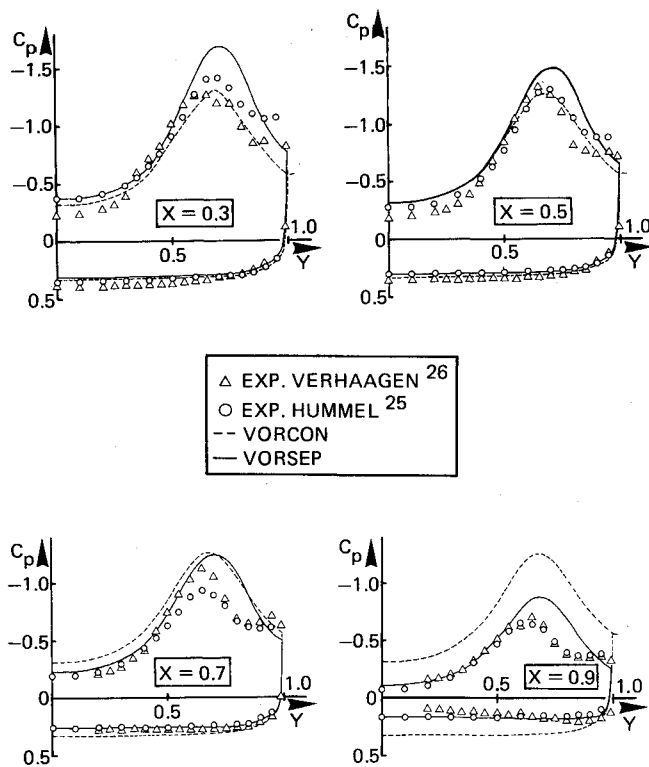 Cp
−1.5
−1.0
−0.5
0
0.5
X = 0.3
0.5
1.0
Y
Cp
−1.5
−1.0
−0.5
0
0.5
X = 0.5
0.5
1.0
Y
△ EXP. VERHAAGEN 26
○ EXP. HUMMEL 25
--- VORCON
— VORSEP
Cp
−1.0
−0.5
0
0.5
X = 0.7
0.5
1.0
Y
Cp
−1.0
−0.5
0
0.5
X = 0.9
0.5
1.0
Y